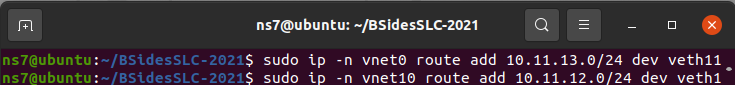 ns7@ubuntu: ~/BSidesSLC-2021
ns7@ubuntu:~/BSidesSLC-2021$ sudo ip -n vnet0 route add 10.11.13.0/24 dev veth11
ns7@ubuntu:~/BSidesSLC-2021$ sudo ip -n vnet10 route add 10.11.12.0/24 dev veth1